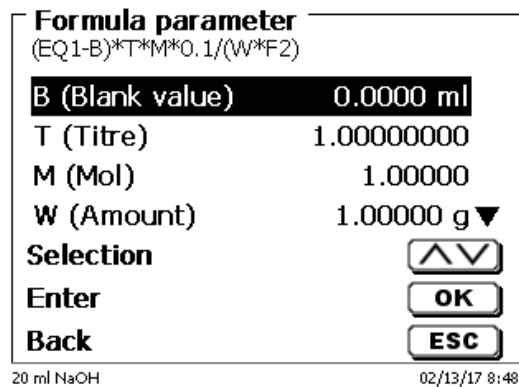 Formula parameter
(EQ1-B)*T*M*0.1/(W*F2)
B (Blank value) 0.0000 ml
T (Titre) 1.00000000
M (Mol) 1.00000
W (Amount) 1.00000 g▼
Selection
Enter OK
Back ESC
20 ml NaOH 02/13/17 8:48